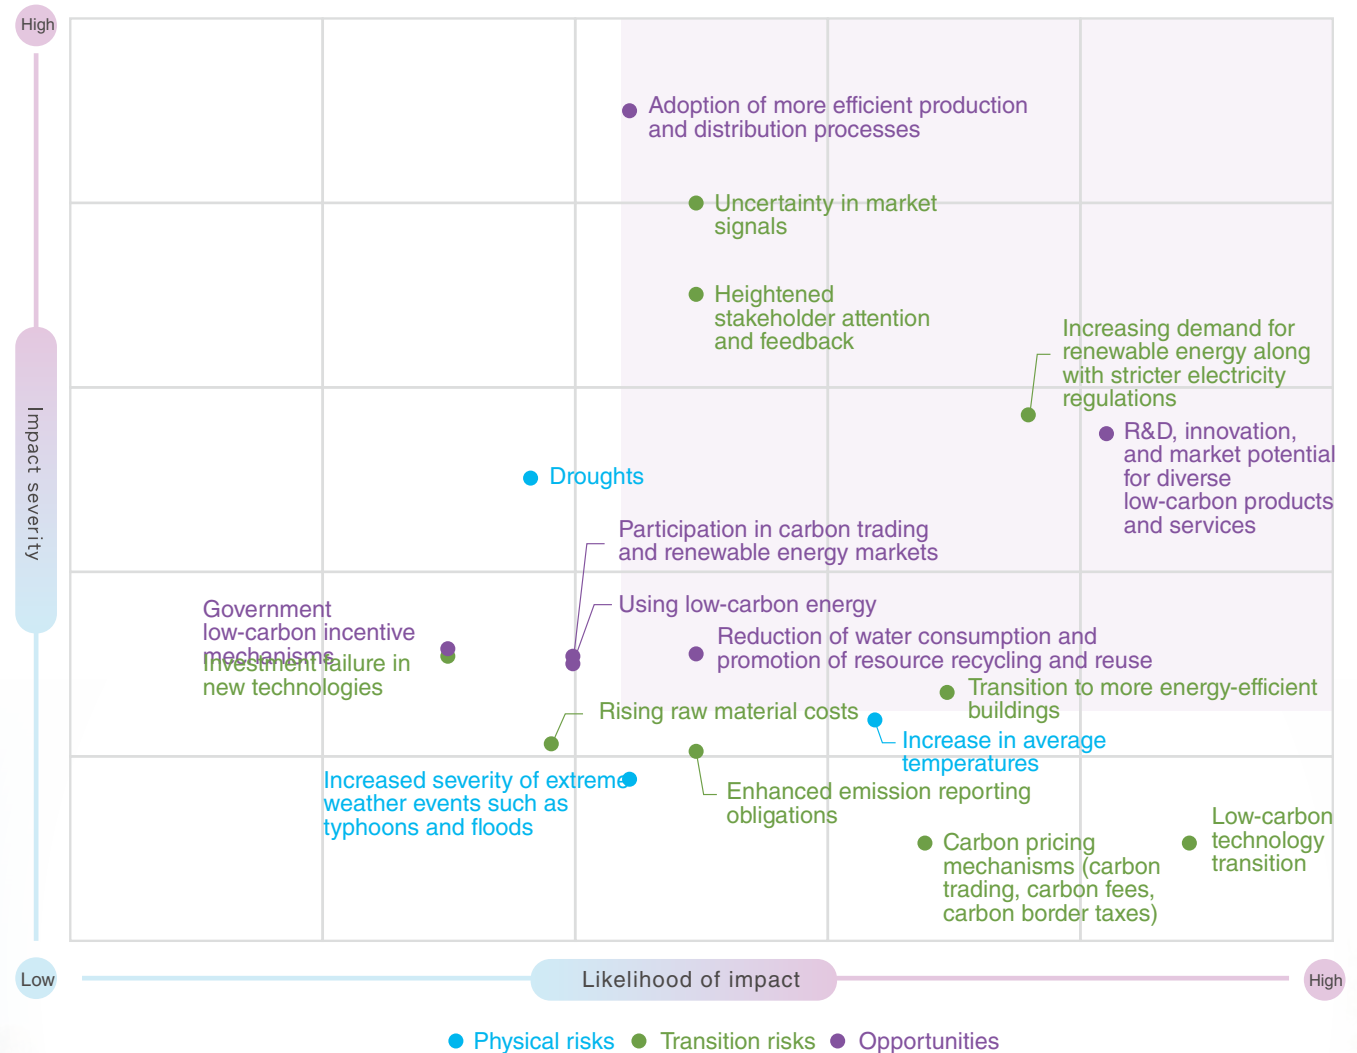 High
Adoption of more efficient production
and distribution processes
Uncertainty in market
signals
Heightened
stakeholder attention
and feedback
Increasing demand for
renewable energy along
with stricter electricity
regulations
R&D, innovation,
and market potential
for diverse
low-carbon products
and services
Impact severity
Droughts
Participation in carbon trading
and renewable energy markets
Using low-carbon energy
Government
low-carbon incentive
mechanisms
Investment failure in
new technologies
Reduction of water consumption and
promotion of resource recycling and reuse
Transition to more energy-efficient
buildings
Rising raw material costs
Increase in average
temperatures
Increased severity of extreme
weather events such as
typhoons and floods
Enhanced emission reporting
obligations
Carbon pricing
mechanisms (carbon
trading, carbon fees,
carbon border taxes)
Low-carbon
technology
transition
Low
Likelihood of impact
High
Physical risks
Transition risks
Opportunities